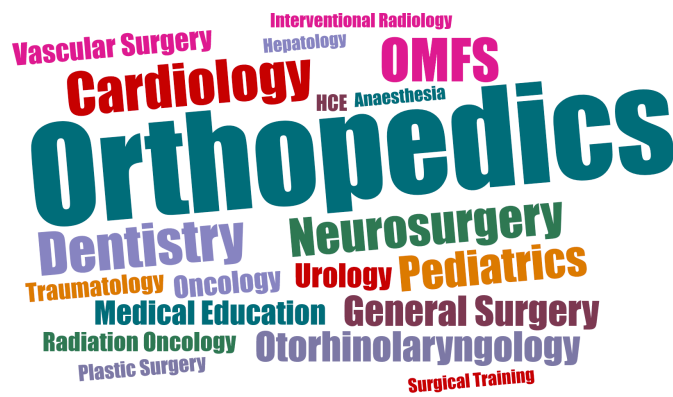 Interventional Radiology
Vascular Surgery
Hepatology
OMFS
Cardiology
HCE
Anaesthesia
Orthopedics
Dentistry
Neurosurgery
Traumatology
Oncology
Urology
Pediatrics
Medical Education
General Surgery
Radiation Oncology
Otorhinolaryngology
Plastic Surgery
Surgical Training